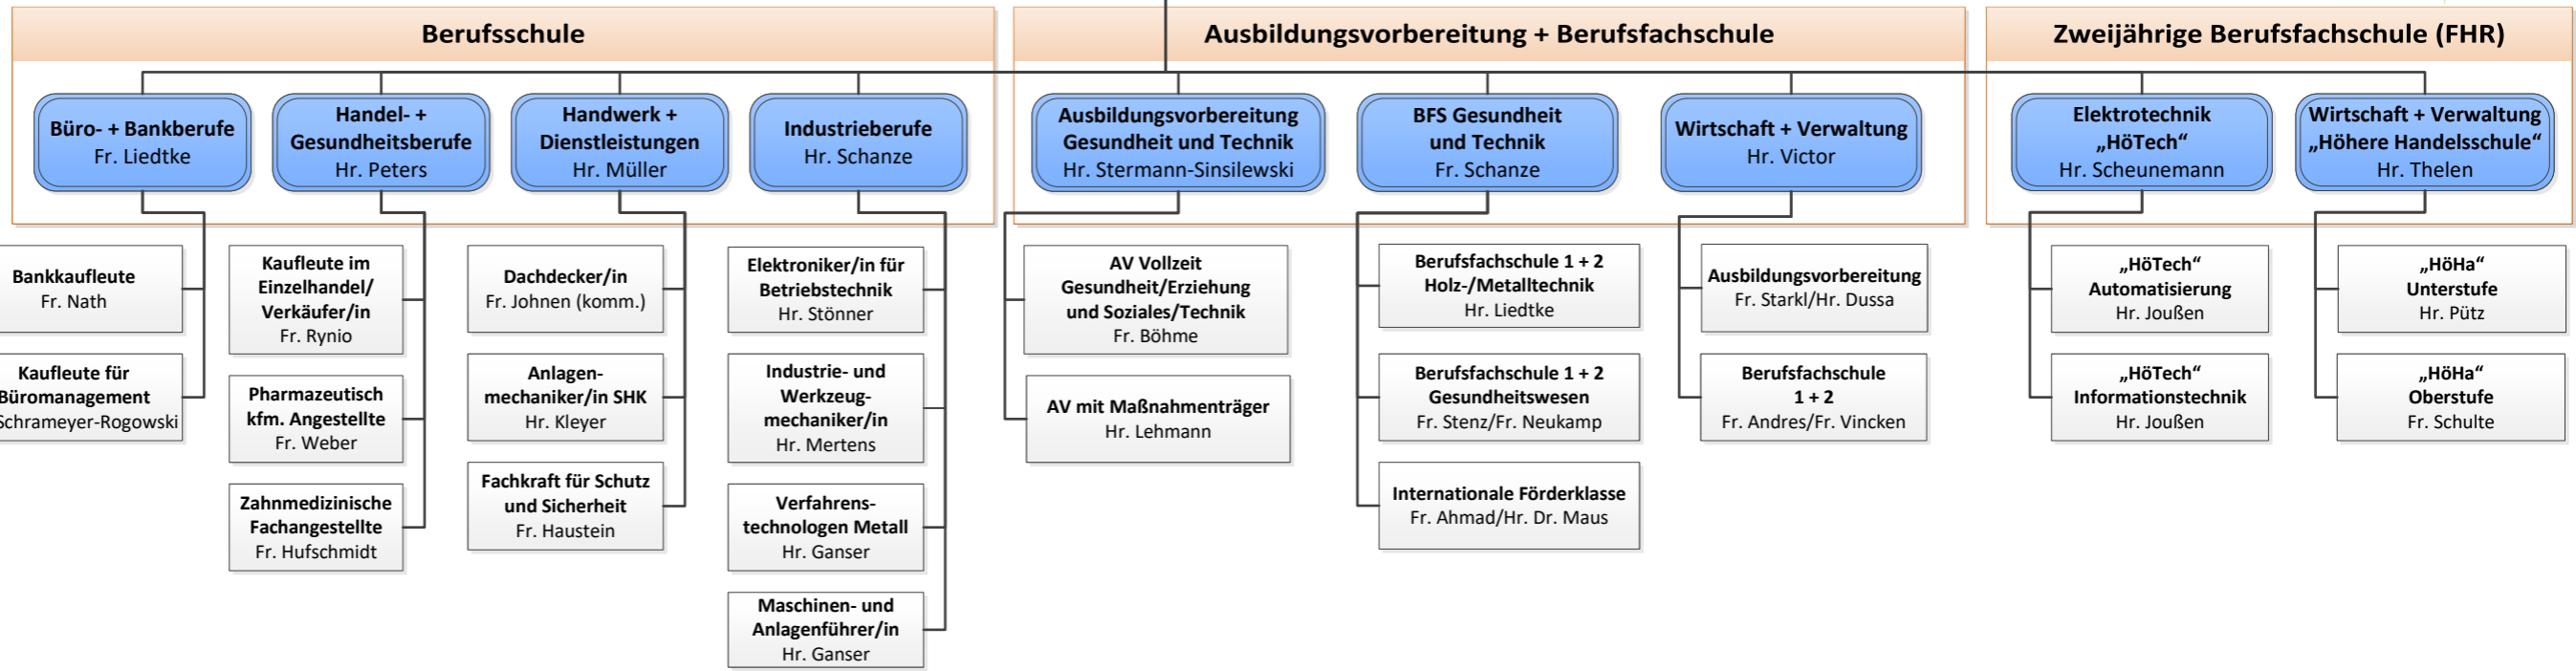 Berufsschule
Ausbildungsvorbereitung + Berufsfachschule
Zweijährige Berufsfachschule (FHR)
Büro- + Bankberufe
Fr. Liedtke
Handel- +
Gesundheitsberufe
Hr. Peters
Handwerk +
Dienstleistungen
Hr. Müller
Industrieberufe
Hr. Schanze
Ausbildungsvorbereitung
Gesundheit und Technik
Hr. Stermann-Sinsilewski
BFS Gesundheit
und Technik
Fr. Schanze
Wirtschaft + Verwaltung
Hr. Victor
Elektrotechnik
„HöTech“
Hr. Scheunemann
Wirtschaft + Verwaltung
„Höhere Handelsschule“
Hr. Thelen
Bankkaufleute
Fr. Nath
Kaufleute für
Büromanagement
Schrameyer-Rogowski
Kaufleute im
Einzelhandel/
Verkäufer/in
Fr. Rynio
Pharmazeutisch
kfm. Angestellte
Fr. Weber
Zahnmedizinische
Fachangestellte
Fr. Hufschmidt
Dachdecker/in
Fr. Johnen (komm.)
Anlagen-
mechaniker/in SHK
Hr. Kleyer
Fachkraft für Schutz
und Sicherheit
Fr. Haustein
Elektroniker/in für
Betriebstechnik
Hr. Stönner
Industrie- und
Werkzeug-
mechaniker/in
Hr. Mertens
Verfahrens-
technologen Metall
Hr. Ganser
Maschinen- und
Anlagenführer/in
Hr. Ganser
AV Vollzeit
Gesundheit/Erziehung
und Soziales/Technik
Fr. Böhme
AV mit Maßnahmenträger
Hr. Lehmann
Berufsfachschule 1 + 2
Holz-/Metalltechnik
Hr. Liedtke
Berufsfachschule 1 + 2
Gesundheitswesen
Fr. Stenz/Fr. Neukamp
Internationale Förderklasse
Fr. Ahmad/Hr. Dr. Maus
Ausbildungsvorbereitung
Fr. Starkl/Hr. Dussa
Berufsfachschule
1 + 2
Fr. Andres/Fr. Vincken
„HöTech“
Automatisierung
Hr. Joußen
„HöTech“
Informationstechnik
Hr. Joußen
„HöHa“
Unterstufe
Hr. Pütz
„HöHa“
Oberstufe
Fr. Schulte